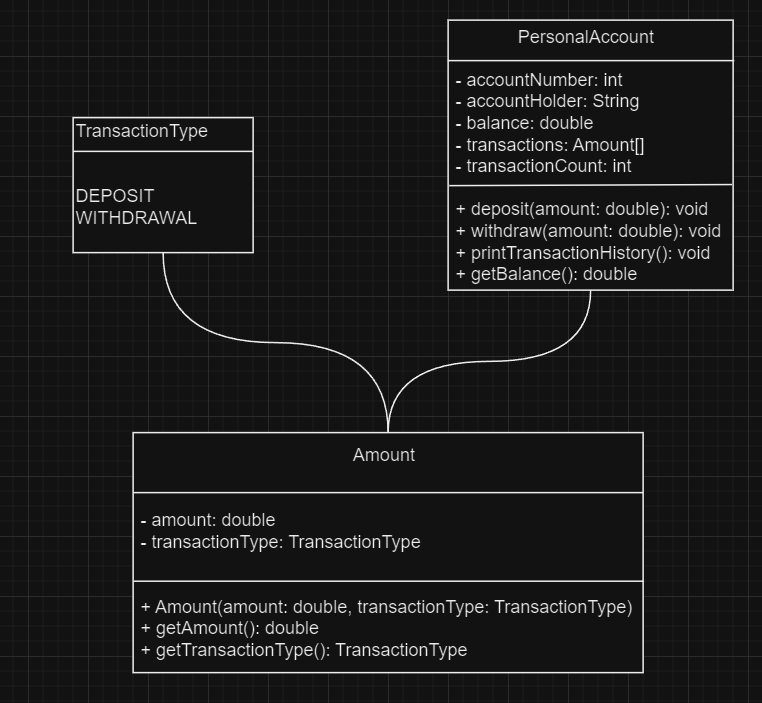 PersonalAccount
- accountNumber: int
- accountHolder: String
- balance: double
- transactions: Amount[]
- transactionCount: int
+ deposit(amount: double): void
+ withdraw(amount: double): void
+ printTransactionHistory(): void
+ getBalance(): double
TransactionType
DEPOSIT
WITHDRAWAL
Amount
- amount: double
- transactionType: TransactionType
+ Amount(amount: double, transactionType: TransactionType)
+ getAmount(): double
+ getTransactionType(): TransactionType